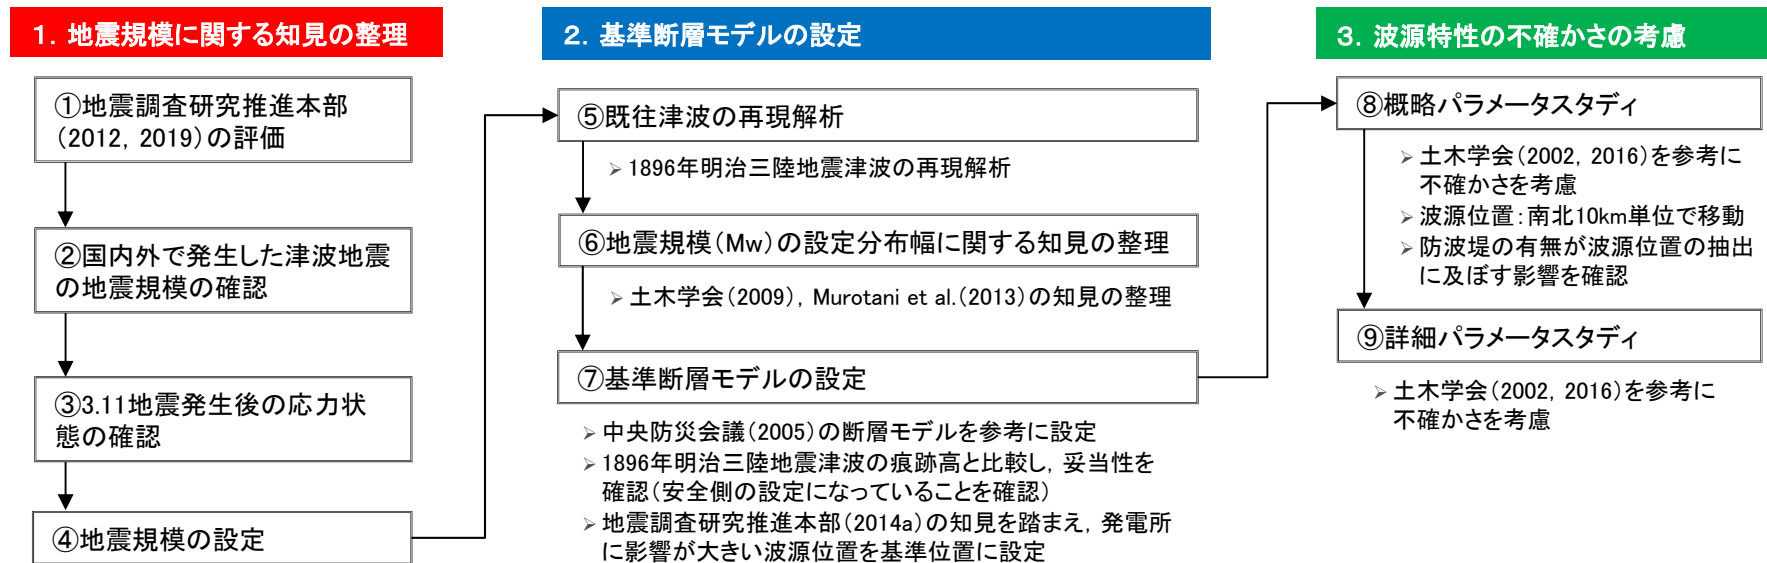 1．地震規模に関する知見の整理
①地震調査研究推進本部
（2012，2019）の評価
②国内外で発生した津波地震
の地震規模の確認
③3.11地震発生後の応力状
態の確認
④地震規模の設定
2．基準断層モデルの設定
⑤既往津波の再現解析
➢1896年明治三陸地震津波の再現解析
⑥地震規模（Mw）の設定分布幅に関する知見の整理
➢土木学会（2009），Murotani et al.（2013）の知見の整理
⑦基準断層モデルの設定
➢中央防災会議（2005）の断層モデルを参考に設定
➢1896年明治三陸地震津波の痕跡高と比較し，妥当性を
確認（安全側の設定になっていることを確認）
➢地震調査研究推進本部（2014a）の知見を踏まえ，発電所
に影響が大きい波源位置を基準位置に設定
3．波源特性の不確かさの考慮
⑧概略パラメータスタディ
➢土木学会（2002，2016）を参考に
不確かさを考慮
➢波源位置：南北10km単位で移動
➢防波堤の有無が波源位置の抽出
に及ぼす影響を確認
⑨詳細パラメータスタディ
➢土木学会（2002，2016）を参考に
不確かさを考慮